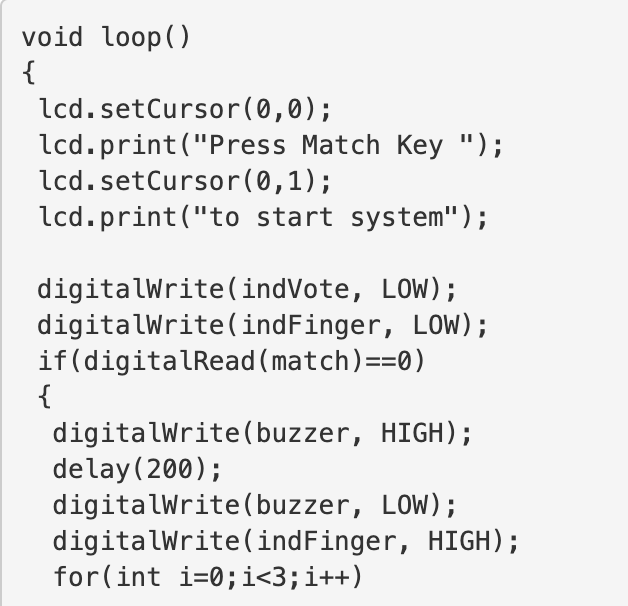 void loop()
{
lcd.setCursor(0,0);
lcd.print("Press Match Key ");
lcd.setCursor(0,1);
lcd.print("to start system");
digitalWrite(indVote, LOW);
digitalWrite(indFinger, LOW);
if(digitalRead(match)==0)
{
digitalWrite(buzzer, HIGH);
delay(200);
digitalWrite(buzzer, LOW);
digitalWrite(indFinger, HIGH);
for(int i=0;i<3;i++)